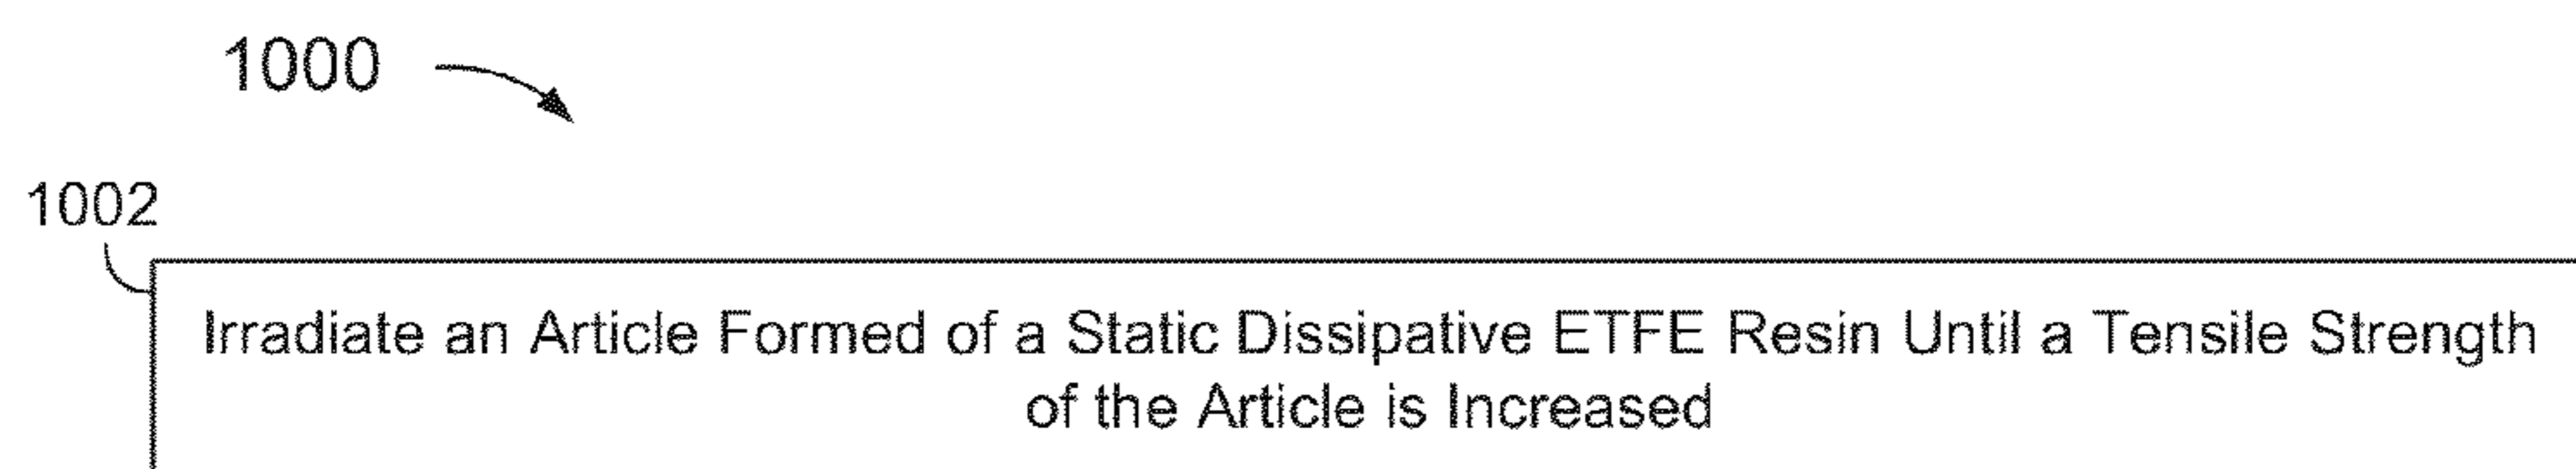 1000
1002
Irradiate an Article Formed of a Static Dissipative ETFE Resin Until a Tensile Strength
of the Article is Increased